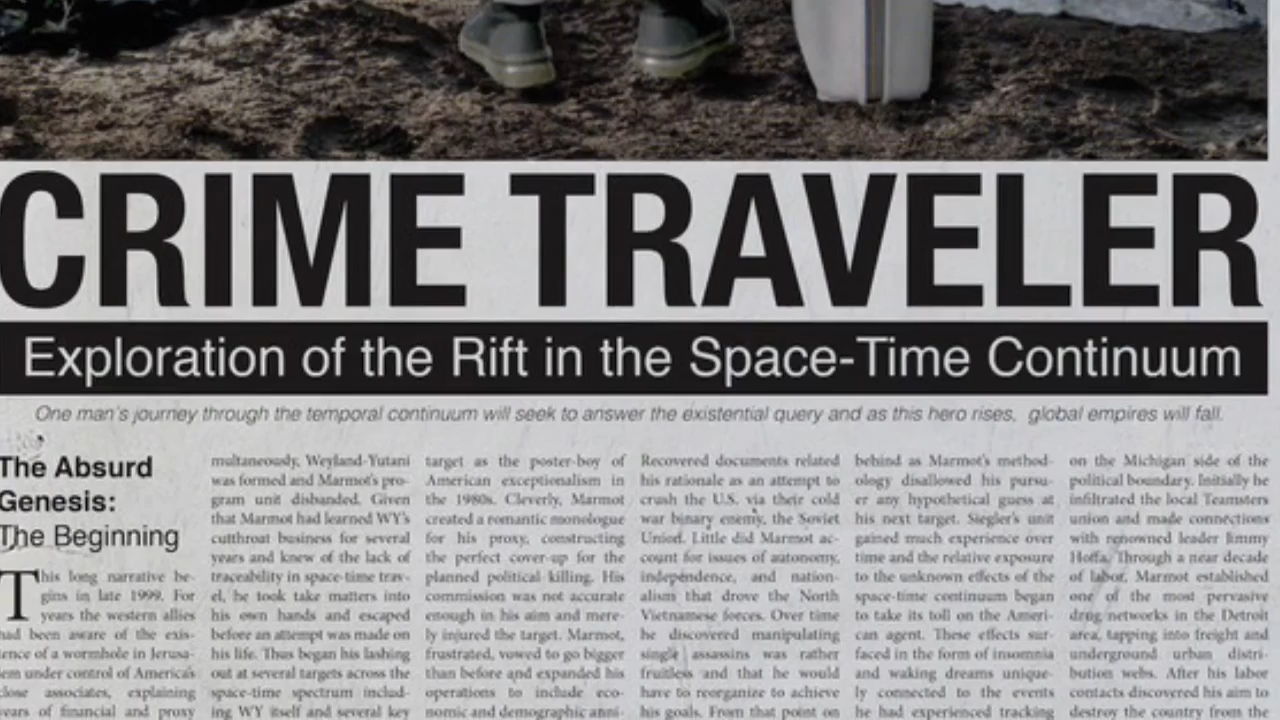 CRIME TRAVELER
Exploration of the Rift in the Space-Time Continuum
One man's journey through the temporal continuum will seek to answer the existential query and as this hero rises, global empires will fall.
The Absurd
Genesis:
The Beginning
This long narrative be-
gins in late 1999. For
years the western allies
had been aware of the exis-
tence of a wormhole in Jerusa-
lem under control of America's
close associates, explaining
years of financial and proxy
multaneously, Weyland-Yutani
was formed and Marmot's pro-
gram unit disbanded. Given
that Marmot had learned WY's
cutthroat business for several
years and knew of the lack of
traceability in space-time trav-
el, he took take matters into
his own hands and escaped
before an attempt was made on
his life. Thus began his lashing
out at several targets across the
space-time spectrum includ-
ing WY itself and several key
target as the poster-boy of
American exceptionalism in
the 1980s. Cleverly, Marmot
created a romantic monologue
for his proxy, constructing
the perfect cover-up for the
planned political killing. His
commission was not accurate
enough in his aim and mere-
ly injured the target. Marmot,
frustrated, vowed to go bigger
than before and expanded his
operations to include eco-
nomic and demographic anni-
Recovered documents related
his rationale as an attempt to
crush the U.S. via their cold
war binary enemy, the Soviet
Union. Little did Marmot ac-
count for issues of autonomy,
independence, and nation-
alism that drove the North
Vietnamese forces. Over time
he discovered manipulating
single assassins was rather
fruitless and that he would
have to reorganize to achieve
his goals. From that point on
behind as Marmot's method-
ology disallowed his pursu-
er any hypothetical guess at
his next target. Siegler's unit
gained much experience over
time and the relative exposure
to the unknown effects of the
space-time continuum began
to take its toll on the Ameri-
can agent. These effects sur-
faced in the form of insomnia
and waking dreams unique-
ly connected to the events
he had experienced tracking
on the Michigan side of the
political boundary. Initially he
infiltrated the local Teamsters
union and made connections
with renowned leader Jimmy
Hoffa. Through a near decade
of labor, Marmot established
one of the most pervasive
drug networks in the Detroit
area, tapping into freight and
underground urban distri-
bution webs. After his labor
contacts discovered his aim to
destroy the country from the